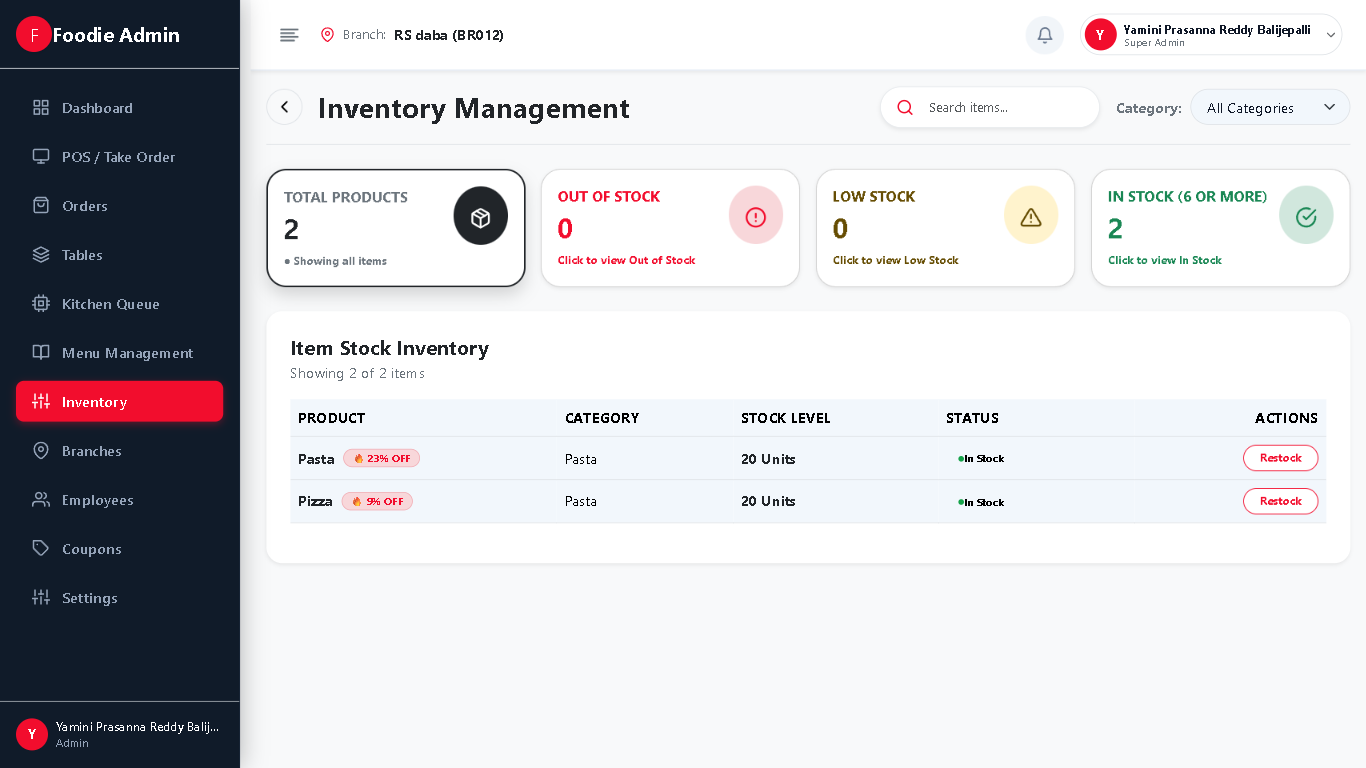 F Foodie Admin
Dashboard
POS / Take Order
Orders
Tables
Kitchen Queue
Menu Management
Inventory
Branches
Employees
Coupons
Settings
Y Yamini Prasanna Reddy Balij...
Admin
Branch: RS daba (BR012)
Y Yamini Prasanna Reddy Balijepalli
Super Admin
Inventory Management
Search items...
Category: All Categories
TOTAL PRODUCTS
2
• Showing all items
OUT OF STOCK
0
Click to view Out of Stock
LOW STOCK
0
Click to view Low Stock
IN STOCK (6 OR MORE)
2
Click to view In Stock
Item Stock Inventory
Showing 2 of 2 items
PRODUCT CATEGORY STOCK LEVEL STATUS ACTIONS
Pasta 🔥 23% OFF Pasta 20 Units •In Stock Restock
Pizza 🔥 9% OFF Pasta 20 Units •In Stock Restock